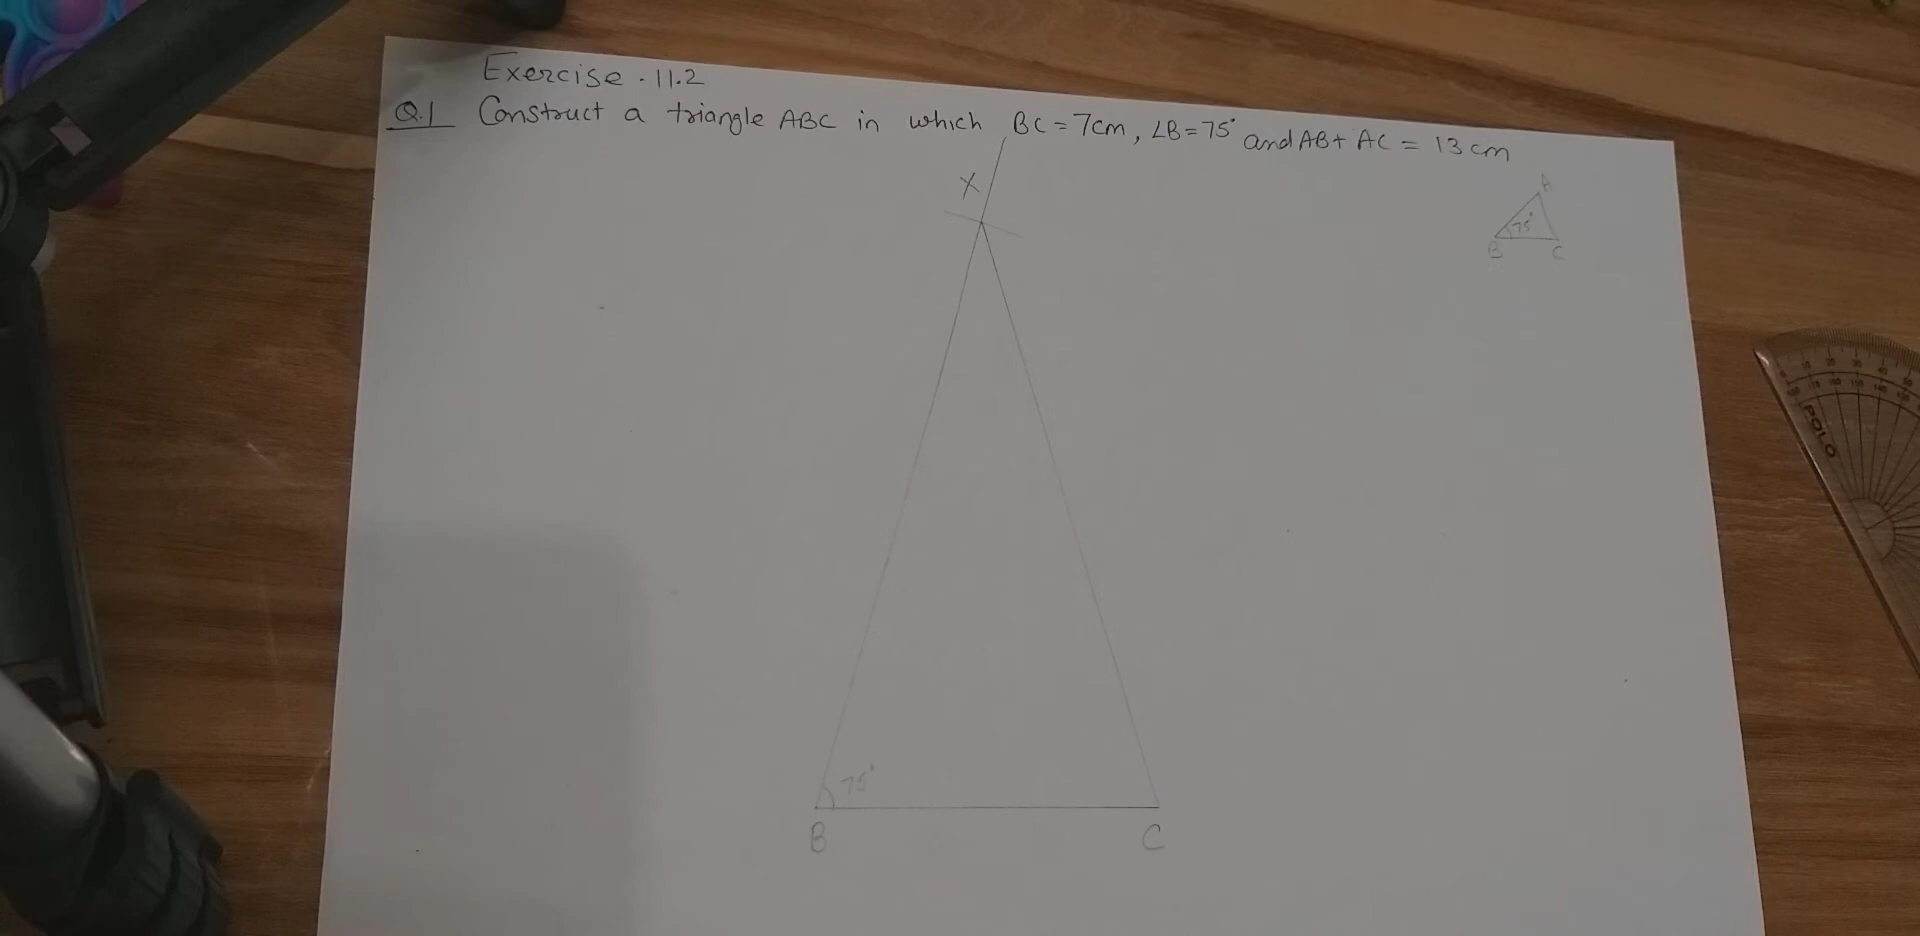 Exercise - 11.2
Q.1 Construct a triangle ABC in which BC = 7cm, ∠B = 75° and AB + AC = 13 cm
X
A
75°
B C
POLO
75°
B C